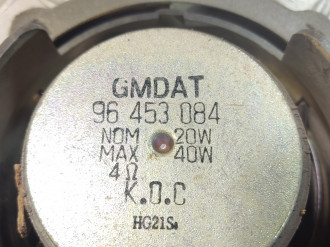 GMDAT
96 453 084
NOM 20W
MAX 40W
4Ω
K.O.C
HG21S